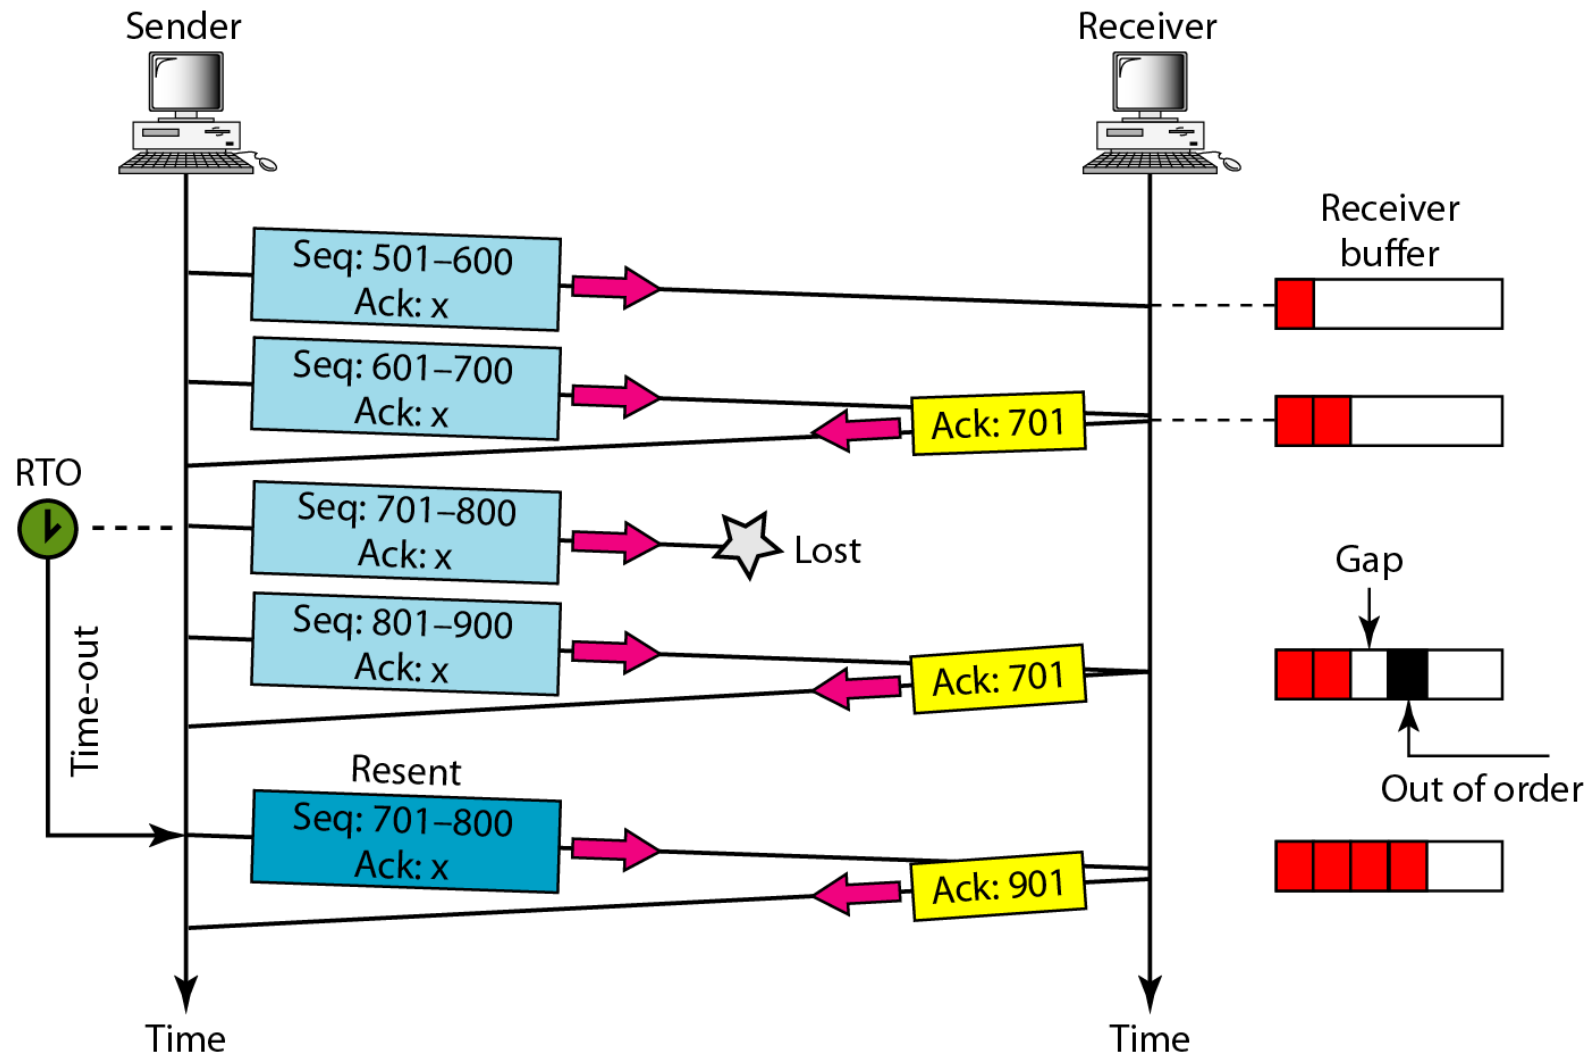 Sender
Receiver
Receiver
buffer
Seq: 501–600
Ack: x
Seq: 601–700
Ack: x
Ack: 701
RTO
Seq: 701–800
Ack: x
Lost
Gap
Time-out
Seq: 801–900
Ack: x
Ack: 701
Out of order
Resent
Seq: 701–800
Ack: x
Ack: 901
Time
Time